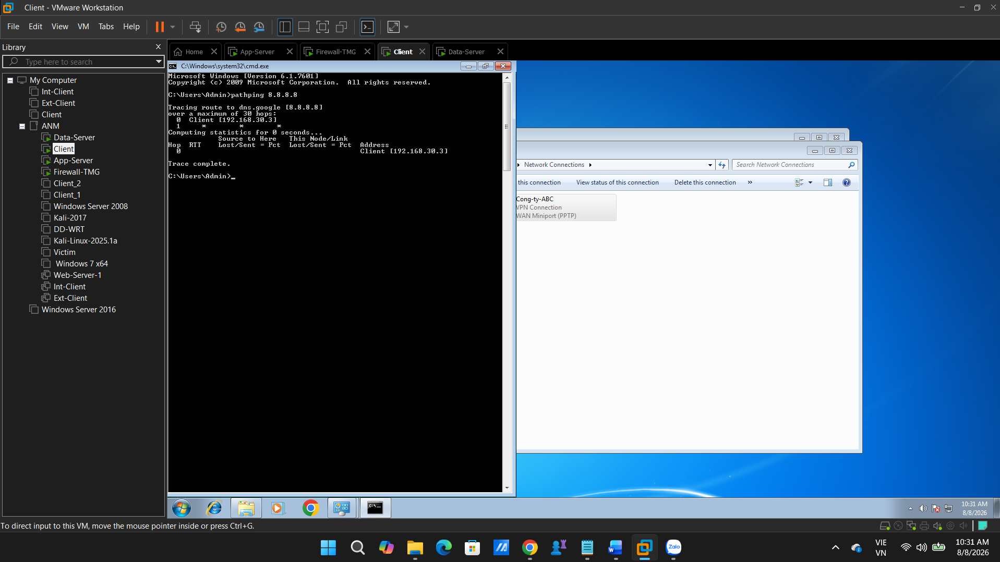 Client - VMware Workstation
File Edit View VM Tabs Help
Library
Type here to search
My Computer
Int-Client
Ext-Client
Client
ANM
Data-Server
Client
App-Server
Firewall-TMG
Client_2
Client_1
Windows Server 2008
Kali-2017
DD-WRT
Kali-Linux-2025.1a
Victim
Windows 7 x64
Web-Server-1
Int-Client
Ext-Client
Windows Server 2016
Home App-Server Firewall-TMG Client Data-Server
C:\Windows\system32\cmd.exe
Microsoft Windows [Version 6.1.7601]
Copyright (c) 2009 Microsoft Corporation.  All rights reserved.
C:\Users\Admin>pathping 8.8.8.8
Tracing route to dns.google [8.8.8.8]
over a maximum of 30 hops:
0  Client [192.168.30.3]
1     *        *        *
Computing statistics for 0 seconds...
Source to Here   This Node/Link
Hop  RTT    Lost/Sent = Pct  Lost/Sent = Pct  Address
0                                           Client [192.168.30.3]
Trace complete.
C:\Users\Admin>_
Network Connections
Search Network Connections
this connection View status of this connection Delete this connection »
Cong-ty-ABC
VPN Connection
WAN Miniport (PPTP)
10:31 AM
8/8/2026
To direct input to this VM, move the mouse pointer inside or press Ctrl+G.
Zalo
VIE
VN
10:31 AM
8/8/2026